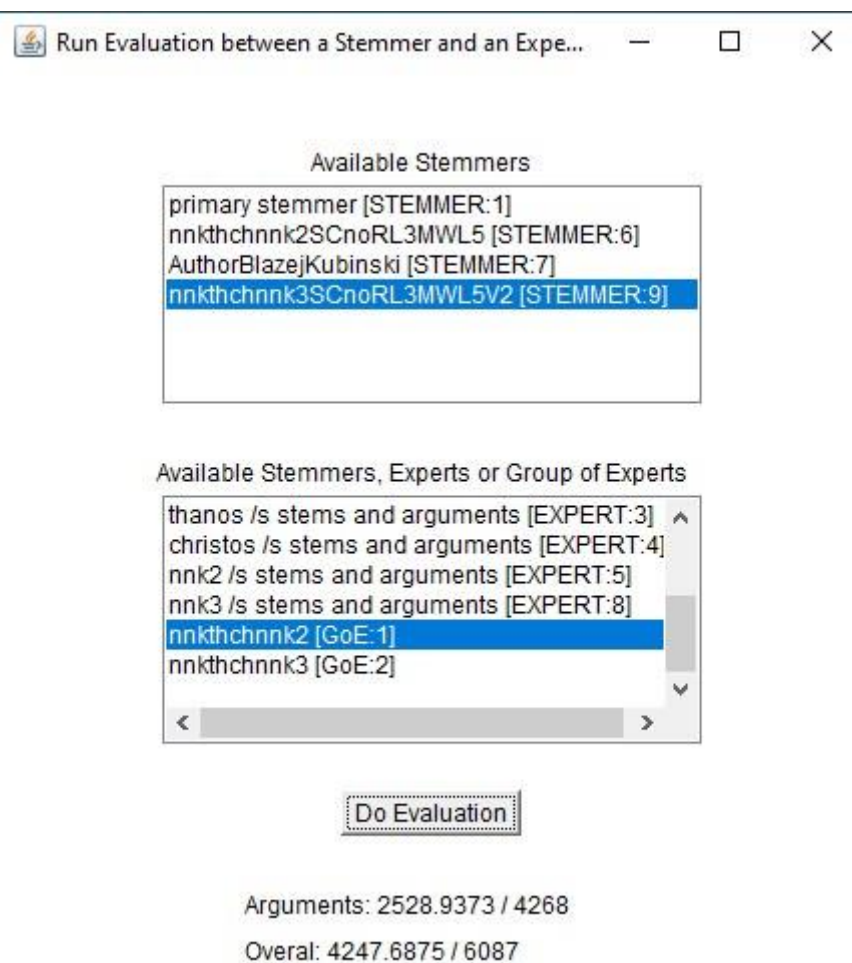 Run Evaluation between a Stemmer and an Expe...
Available Stemmers
primary stemmer [STEMMER:1]
nnkthchnnk2SCnoRL3MWL5 [STEMMER:6]
AuthorBlazejKubinski [STEMMER:7]
nnkthchnnk3SCnoRL3MWL5V2 [STEMMER:9]
Available Stemmers, Experts or Group of Experts
thanos /s stems and arguments [EXPERT:3]
christos /s stems and arguments [EXPERT:4]
nnk2 /s stems and arguments [EXPERT:5]
nnk3 /s stems and arguments [EXPERT:8]
nnkthchnnk2 [GoE:1]
nnkthchnnk3 [GoE:2]
Do Evaluation
Arguments: 2528.9373 / 4268
Overal: 4247.6875 / 6087